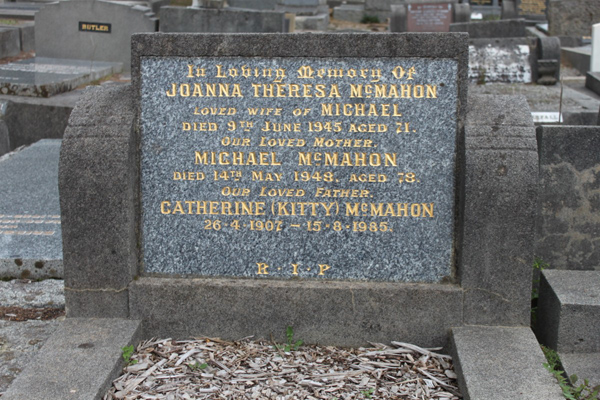 BUTLER
In Loving Memory Of
JOANNA THERESA McMAHON
LOVED WIFE OF MICHAEL
DIED 9TH JUNE 1945 AGED 71.
OUR LOVED MOTHER.
MICHAEL McMAHON
DIED 14TH MAY 1948, AGED 78.
OUR LOVED FATHER.
CATHERINE (KITTY) McMAHON
26-4-1907 - 15-8-1985.
R.I.P